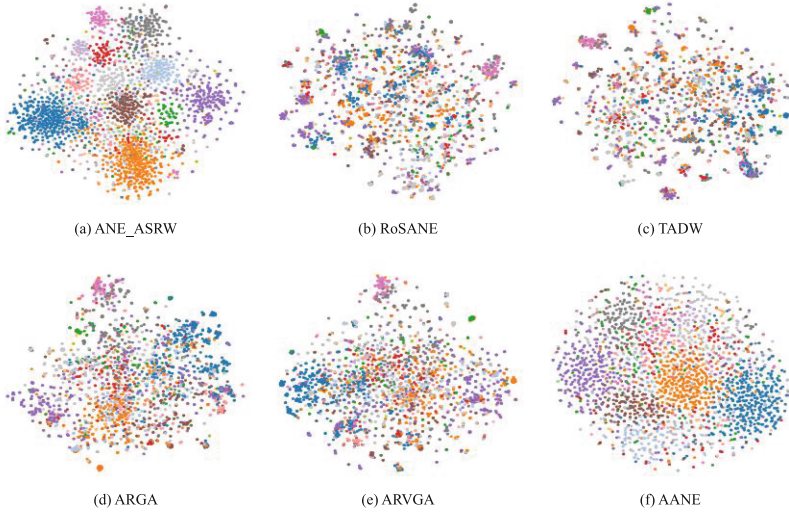 (a) ANE_ASRW
(b) RoSANE
(c) TADW
(d) ARGA
(e) ARVGA
(f) AANE